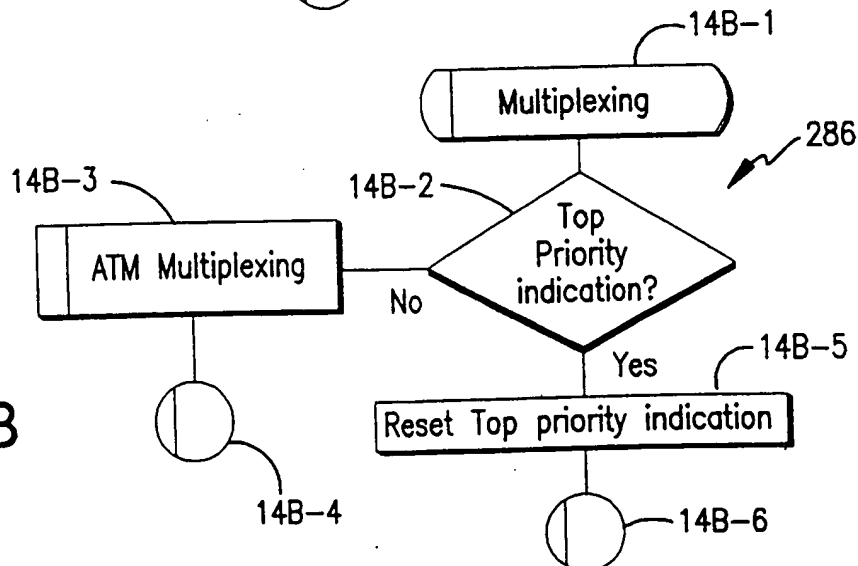 14B-1
Multiplexing
286
14B-3
14B-2
Top
Priority
indication?
ATM Multiplexing
No
Yes
14B-5
Reset Top priority indication
B
14B-4
14B-6